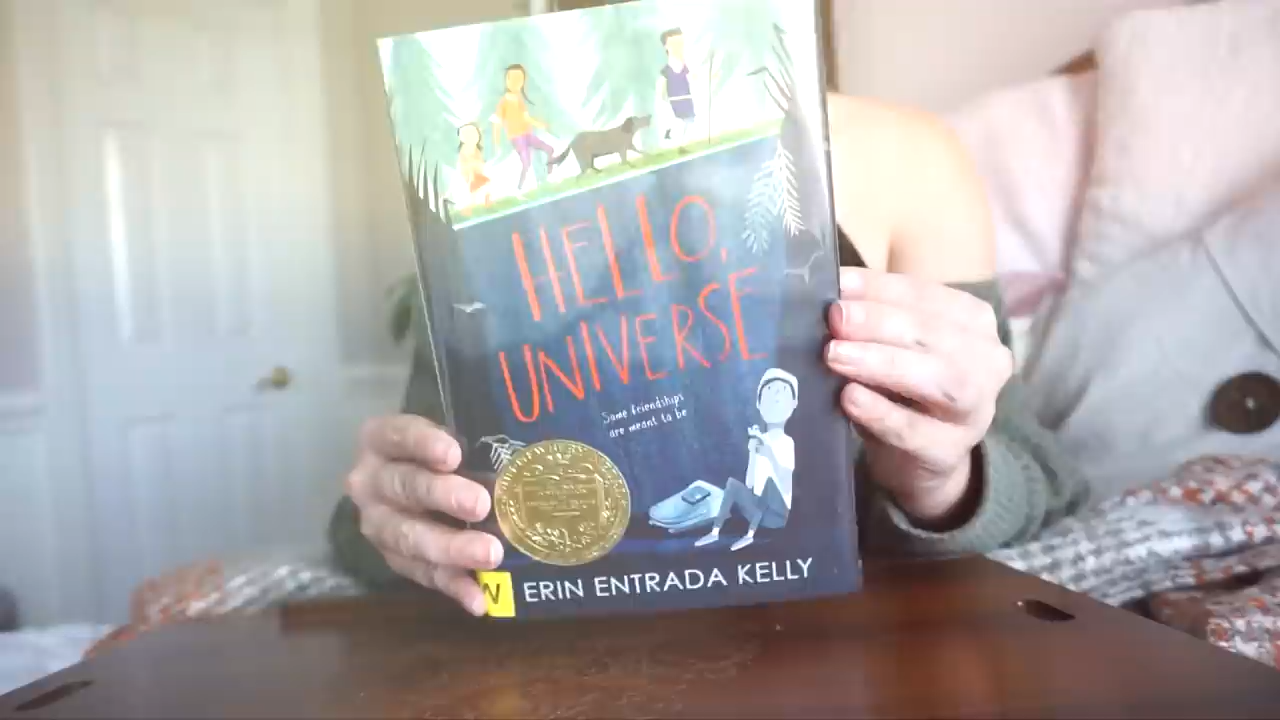 HELLO,
UNIVERSE
Some friendships
are meant to be
ERIN ENTRADA KELLY